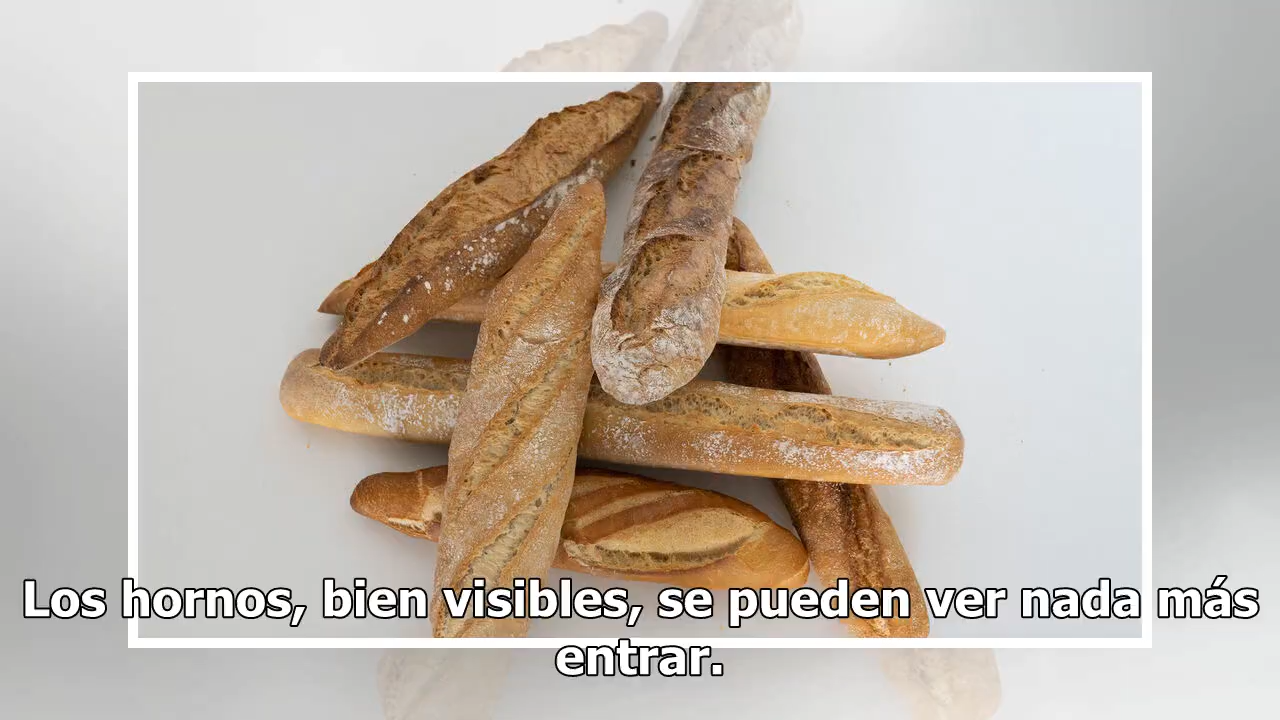 Los hornos, bien visibles, se pueden ver nada más
entrar.